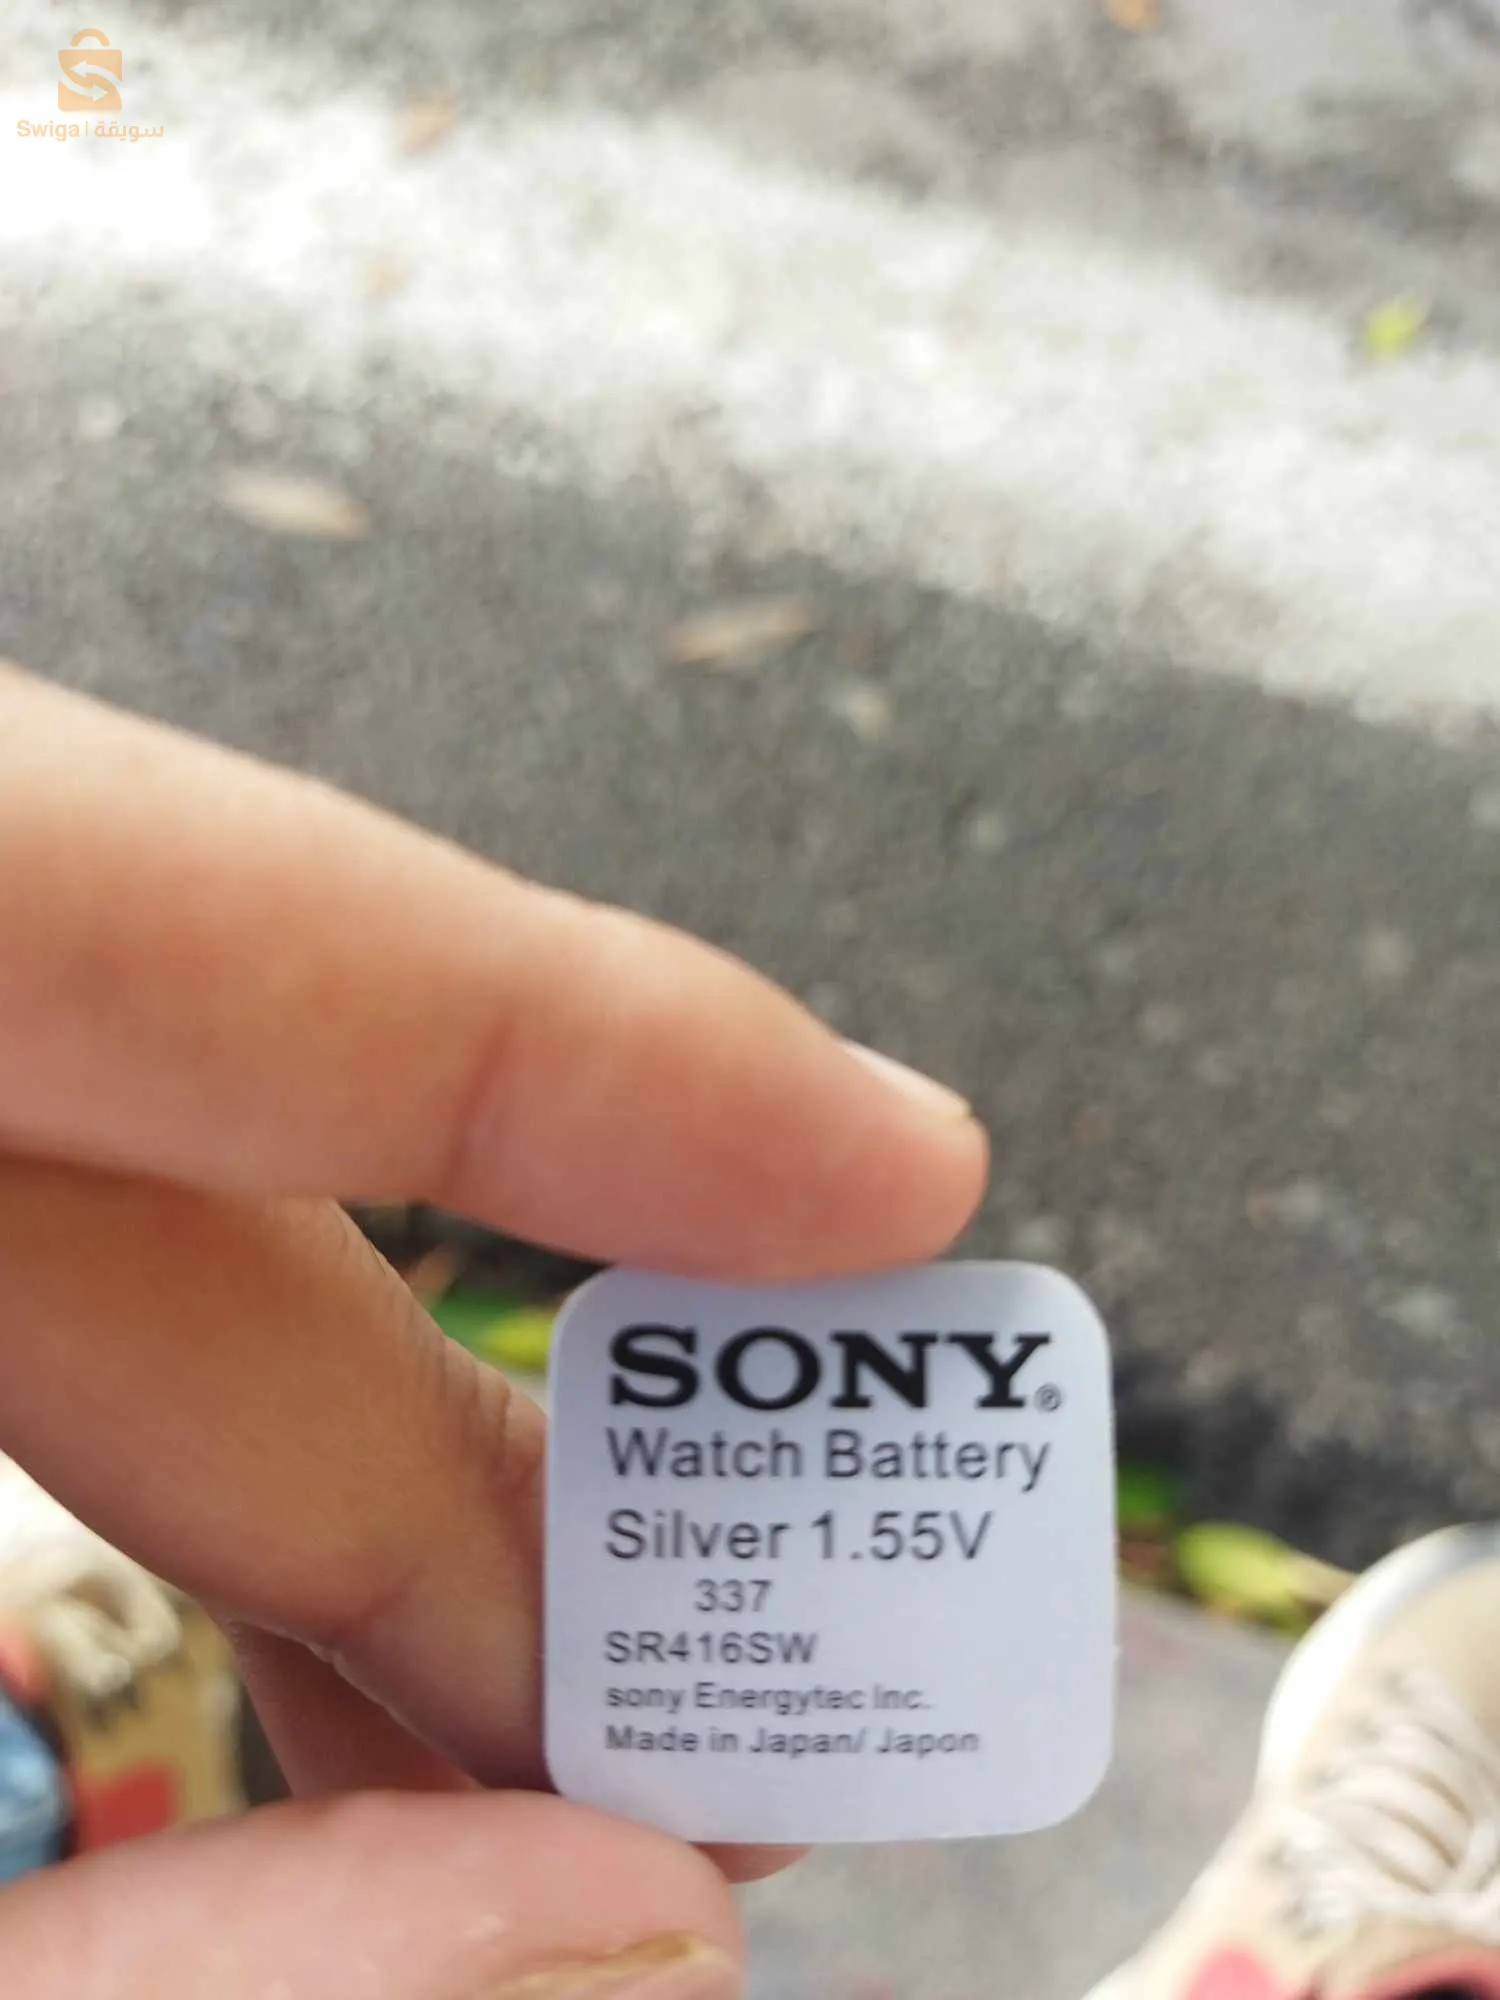 Swiga | سويقة
SONY®
Watch Battery
Silver 1.55V
337
SR416SW
sony Energytec Inc.
Made in Japan/ Japon